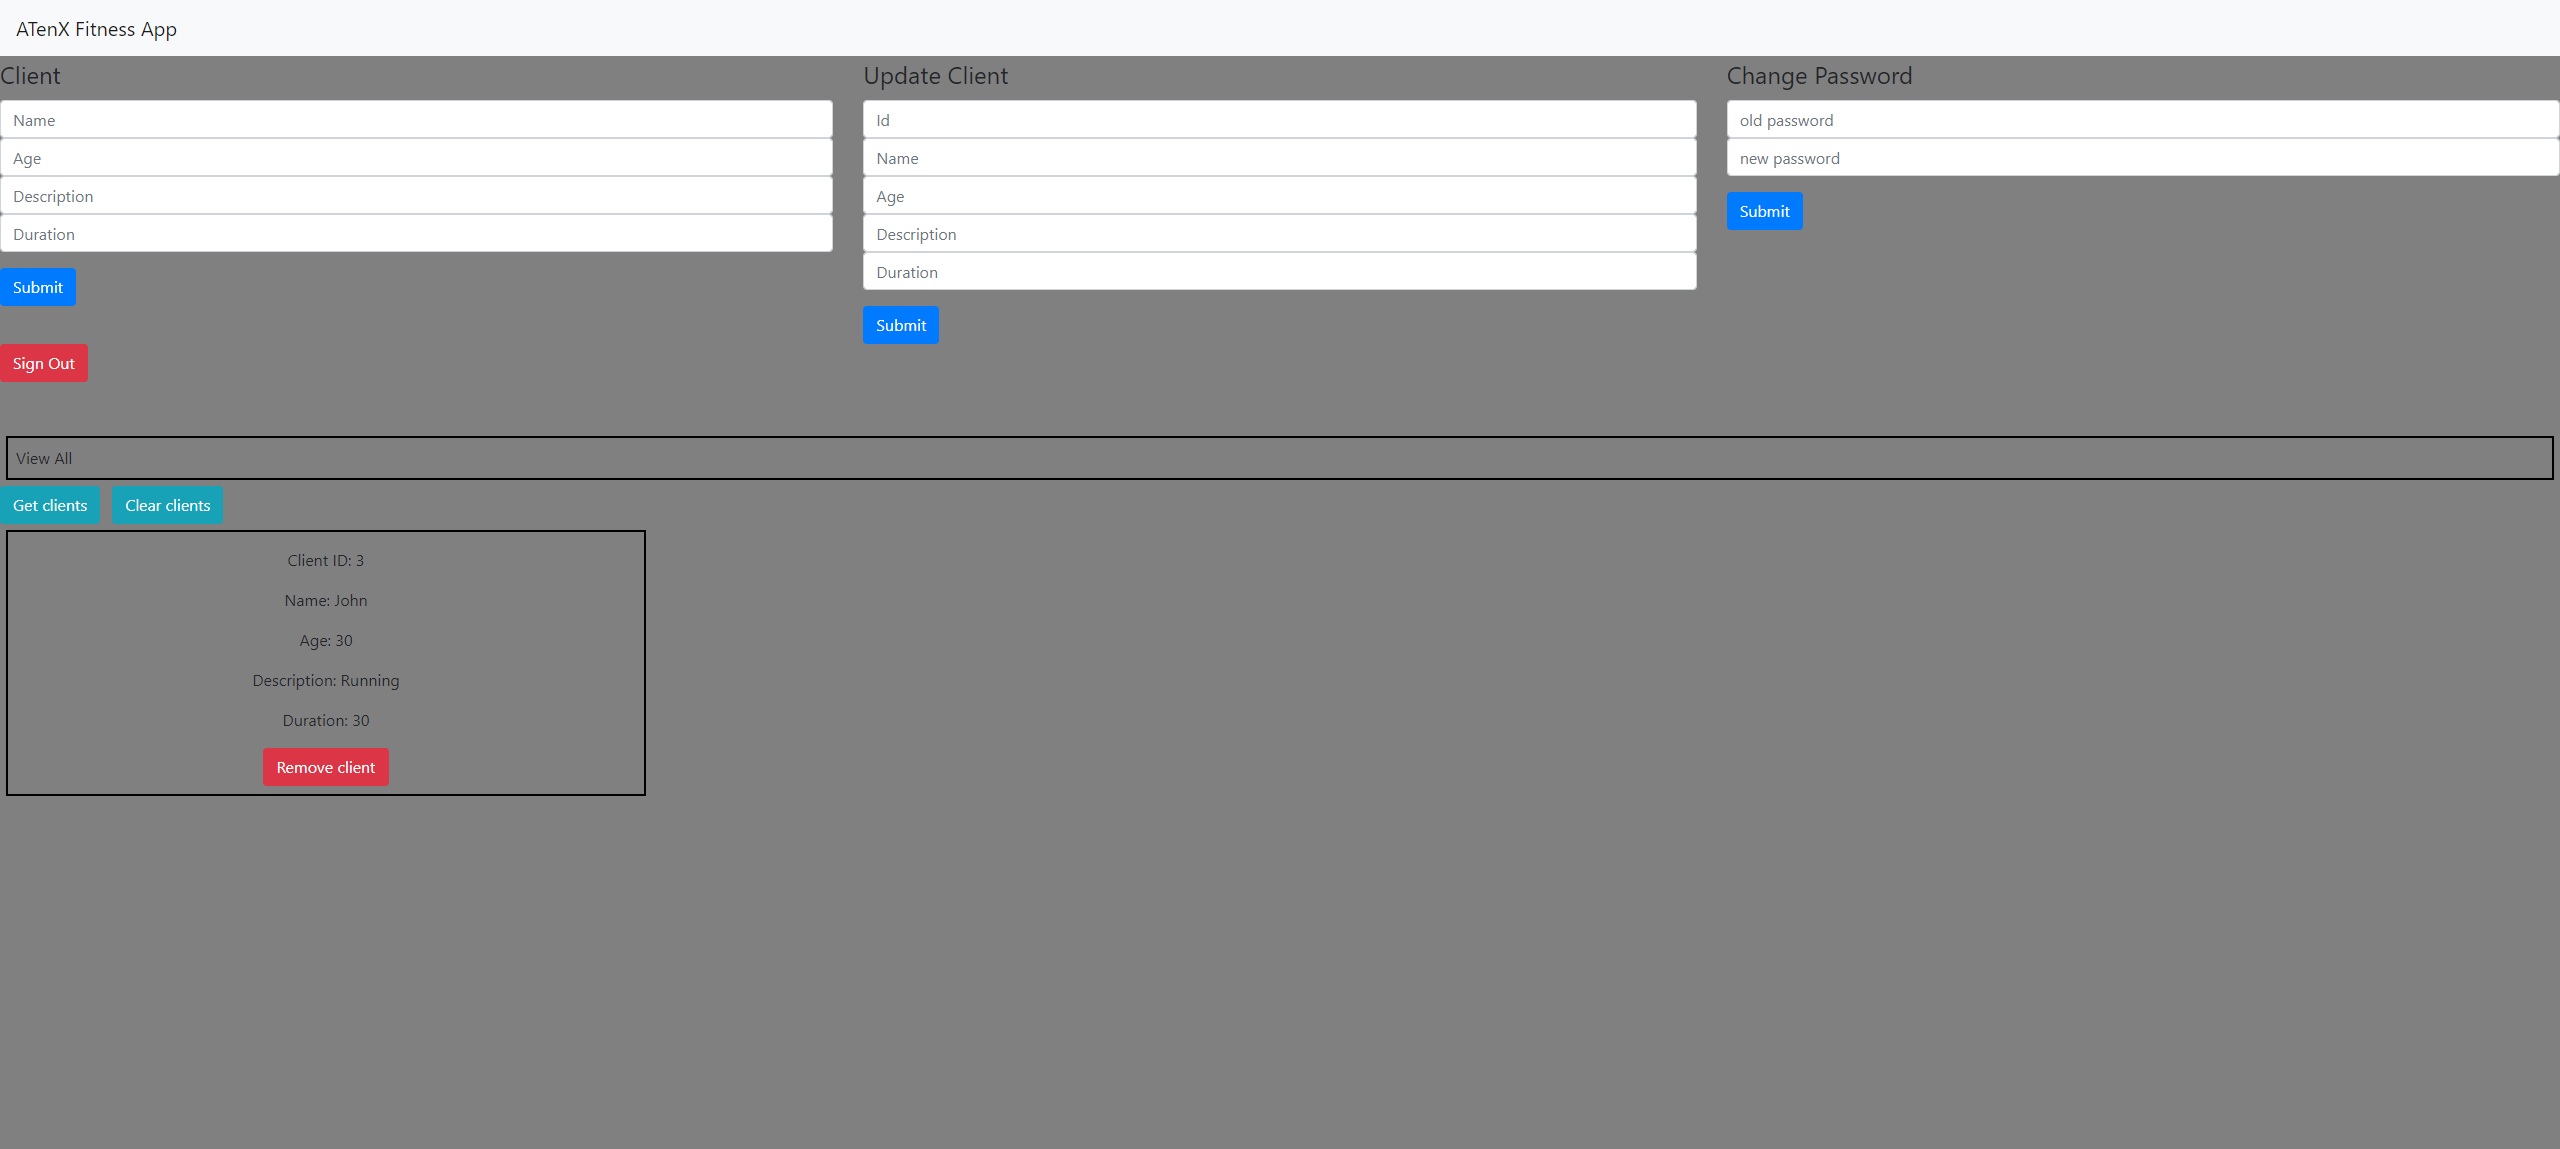 ATenX Fitness App
Client
Name
Age
Description
Duration
Submit
Sign Out
Update Client
Id
Name
Age
Description
Duration
Submit
Change Password
old password
new password
Submit
View All
Get clients
Clear clients
Client ID: 3
Name: John
Age: 30
Description: Running
Duration: 30
Remove client